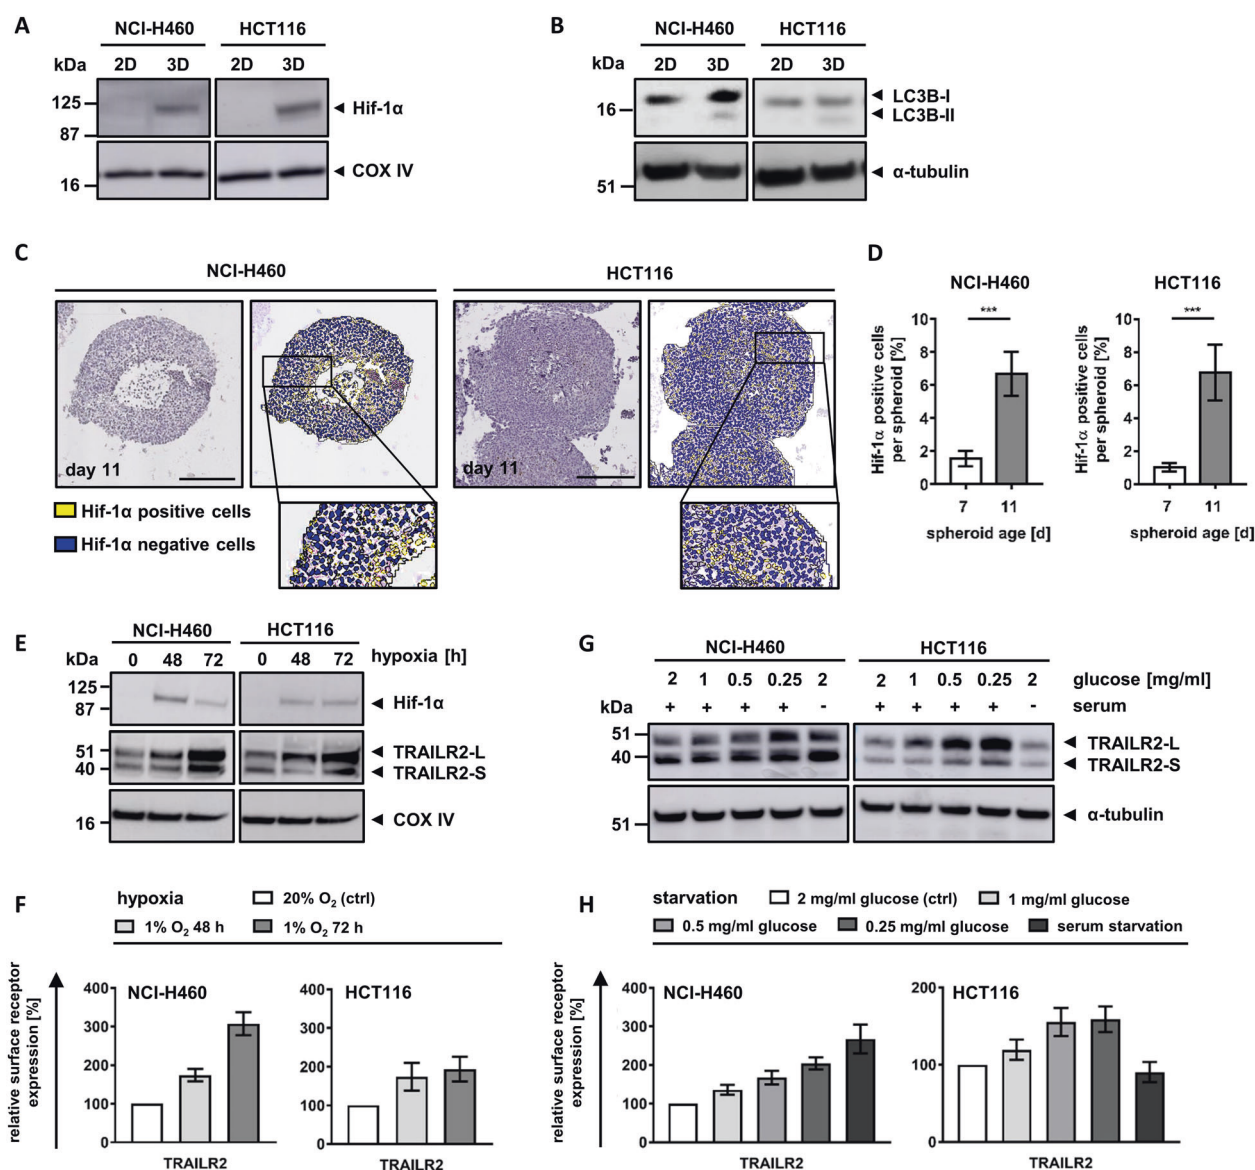 A
NCI-H460 HCT116
kDa 2D 3D 2D 3D
125
87
Hif-1α
16
COX IV
B
NCI-H460 HCT116
kDa 2D 3D 2D 3D
16
LC3B-I
LC3B-II
51
α-tubulin
C
NCI-H460 HCT116
day 11
day 11
Hif-1α positive cells
Hif-1α negative cells
D
NCI-H460
Hif-1α positive cells
per spheroid [%]
10
8
6
4
2
0
***
7 11
spheroid age [d]
HCT116
Hif-1α positive cells
per spheroid [%]
10
8
6
4
2
0
***
7 11
spheroid age [d]
E
NCI-H460 HCT116
kDa 0 48 72 0 48 72 hypoxia [h]
125
87
Hif-1α
51
40
TRAILR2-L
TRAILR2-S
16
COX IV
G
NCI-H460 HCT116
2 1 0.5 0.25 2 2 1 0.5 0.25 2 glucose [mg/ml]
kDa + + + + - + + + + - serum
51
40
TRAILR2-L
TRAILR2-S
51
α-tubulin
F
hypoxia 20% O2 (ctrl)
1% O2 48 h 1% O2 72 h
relative surface receptor
expression [%]
NCI-H460
400
300
200
100
0
TRAILR2
HCT116
400
300
200
100
0
TRAILR2
H
starvation 2 mg/ml glucose (ctrl) 1 mg/ml glucose
0.5 mg/ml glucose 0.25 mg/ml glucose serum starvation
relative surface receptor
expression [%]
NCI-H460
400
300
200
100
0
TRAILR2
HCT116
200
100
0
TRAILR2